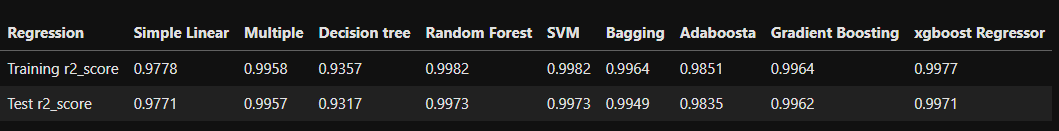 Regression Simple Linear Multiple Decision tree Random Forest SVM Bagging Adaboosta Gradient Boosting xgboost Regressor
Training r2_score 0.9778 0.9958 0.9357 0.9982 0.9982 0.9964 0.9851 0.9964 0.9977
Test r2_score 0.9771 0.9957 0.9317 0.9973 0.9973 0.9949 0.9835 0.9962 0.9971